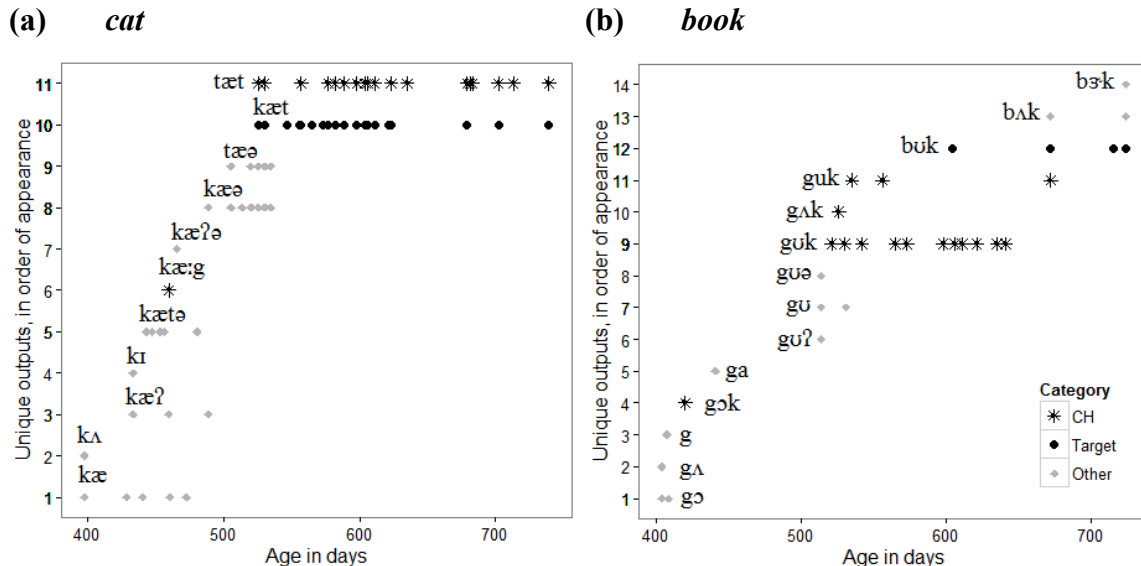 (a) cat
Unique outputs, in order of appearance
11
10
9
8
7
6
5
4
3
2
1
tæt
kæt
tæə
kæə
kæʔə
kæːg
kætə
kɪ
kæʔ
kʌ
kæ
400 500 600 700
Age in days
(b) book
Unique outputs, in order of appearance
14
13
12
11
10
9
8
7
6
5
4
3
2
1
bɝk
bʌk
bʊk
guk
gʌk
gʊk
gʊə
gʊ
gʊʔ
ga
gɔk
g
gʌ
gɔ
Category
CH
Target
Other
400 500 600 700
Age in days